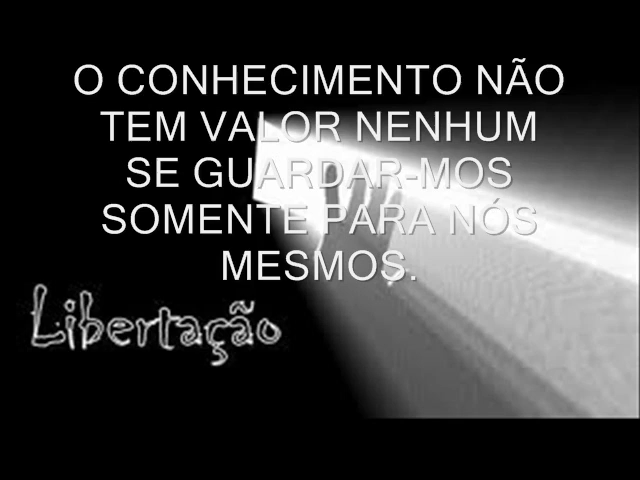 O CONHECIMENTO NÃO
TEM VALOR NENHUM
SE GUARDAR-MOS
SOMENTE PARA NÓS
MESMOS.
Libertação